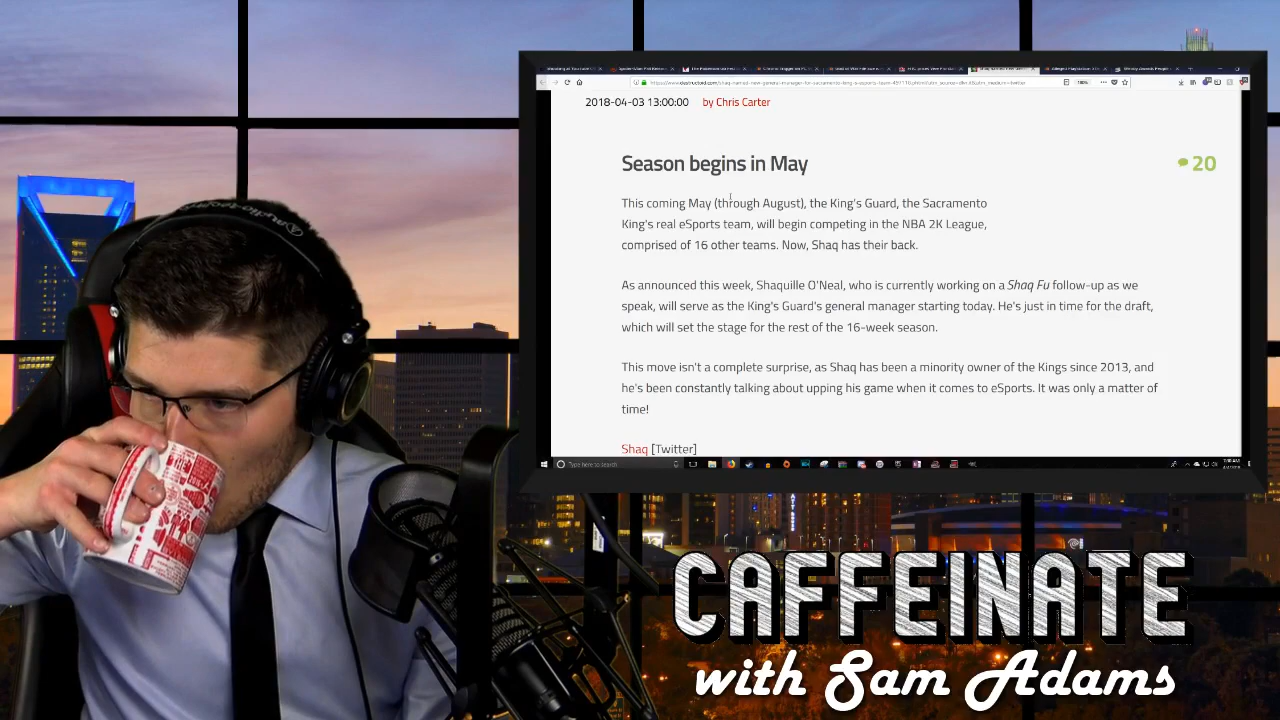 2018-04-03 13:00:00 by Chris Carter
Season begins in May
20
This coming May (through August), the King's Guard, the Sacramento
King's real eSports team, will begin competing in the NBA 2K League,
comprised of 16 other teams. Now, Shaq has their back.
As announced this week, Shaquille O'Neal, who is currently working on a Shaq Fu follow-up as we
speak, will serve as the King's Guard's general manager starting today. He's just in time for the draft,
which will set the stage for the rest of the 16-week season.
This move isn't a complete surprise, as Shaq has been a minority owner of the Kings since 2013, and
he's been constantly talking about upping his game when it comes to eSports. It was only a matter of
time!
Shaq [Twitter]
Type here to search
CAFFEINATE
with Sam Adams